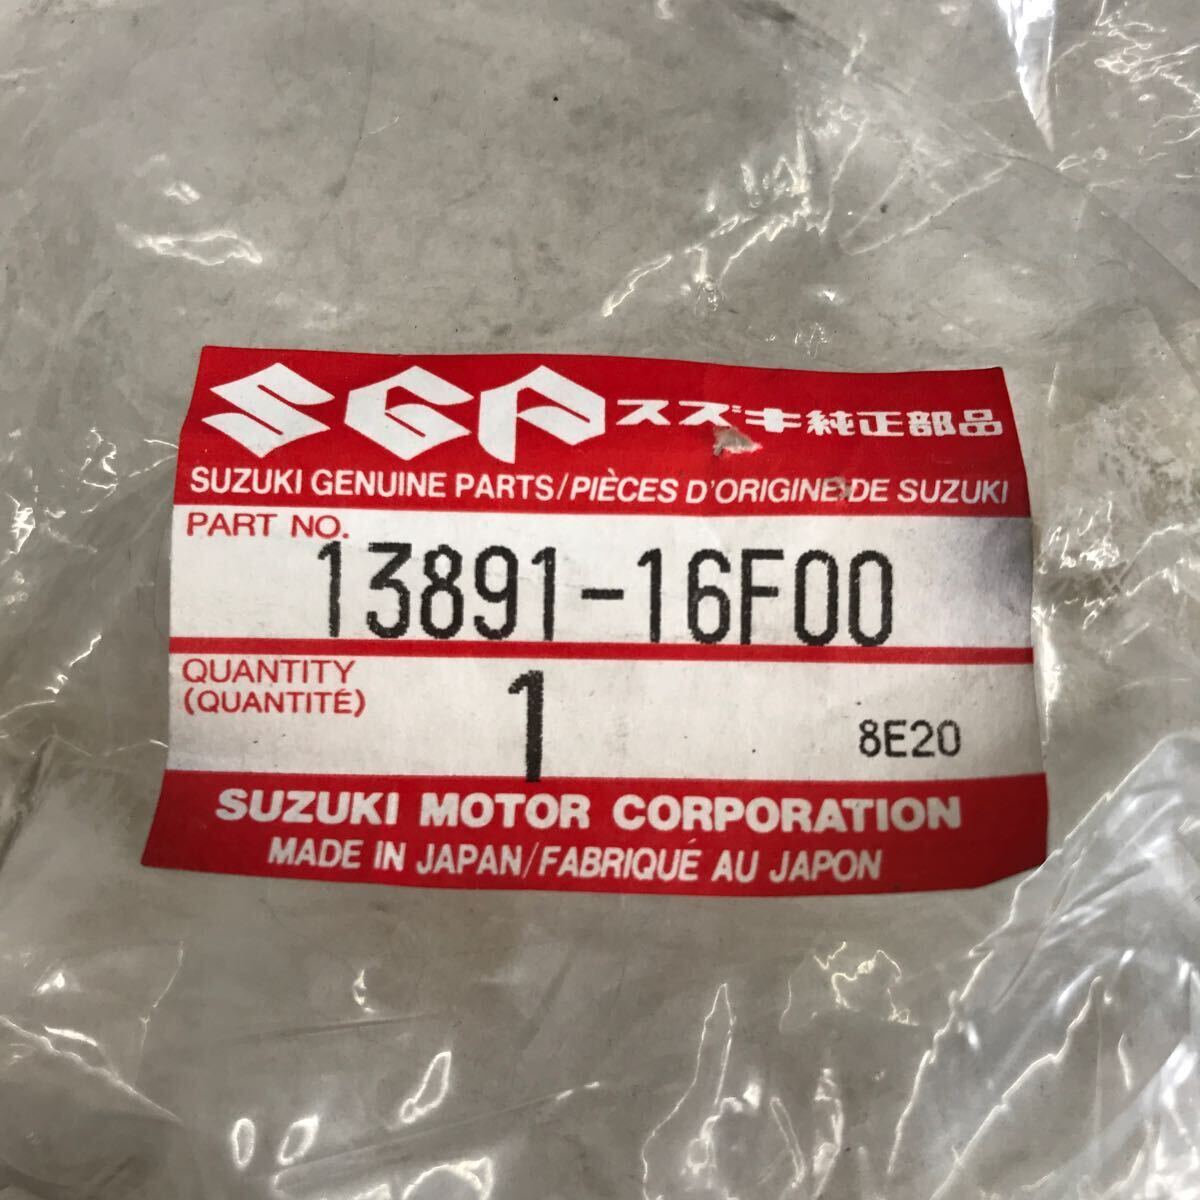 SGP スズキ純正部品
SUZUKI GENUINE PARTS/PIÈCES D'ORIGINE DE SUZUKI
PART NO.
13891-16F00
QUANTITY
(QUANTITÉ)
1
8E20
SUZUKI MOTOR CORPORATION
MADE IN JAPAN/FABRIQUÉ AU JAPON